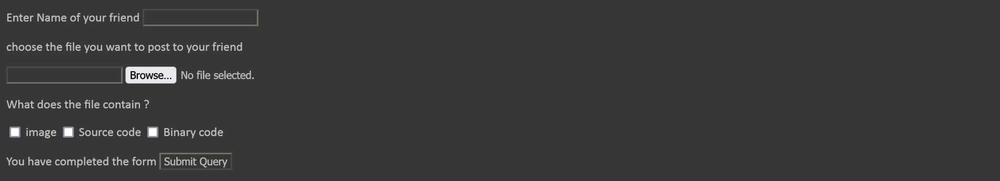 Enter Name of your friend
choose the file you want to post to your friend
Browse... No file selected.
What does the file contain ?
image Source code Binary code
You have completed the form Submit Query